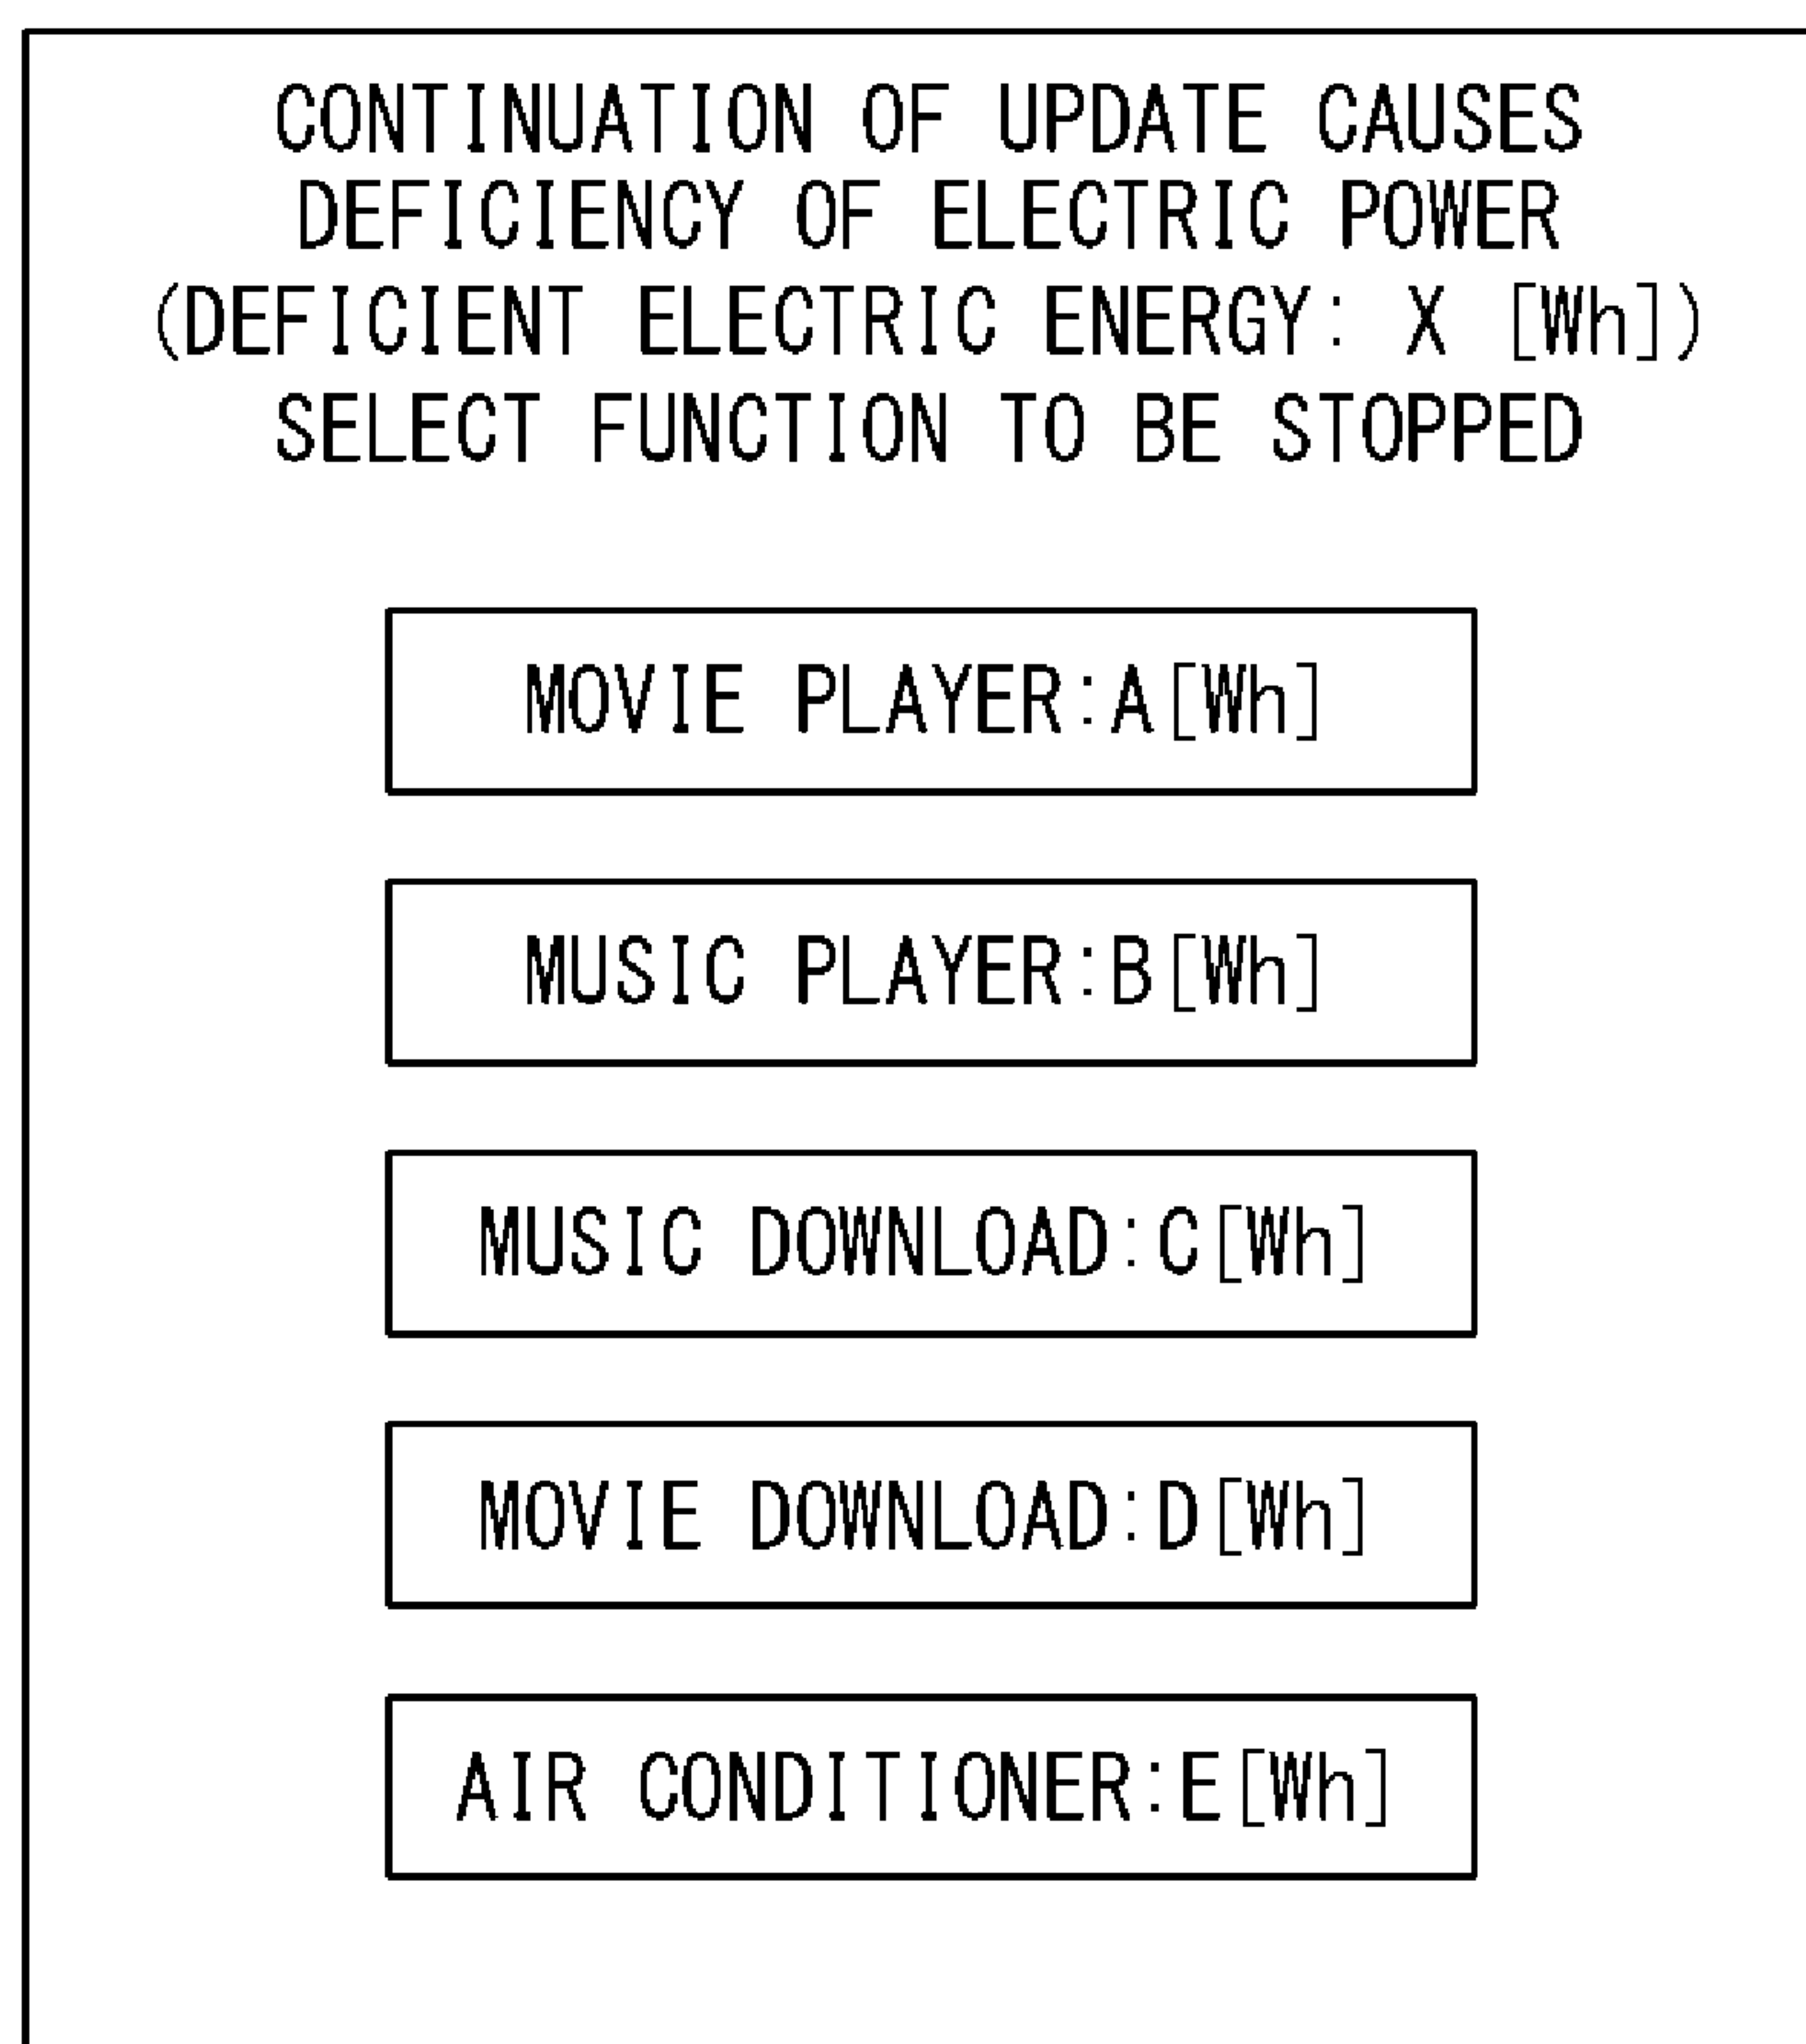 CONTINUATION OF UPDATE CAUSES
DEFICIENCY OF ELECTRIC POWER
(DEFICIENT ELECTRIC ENERGY: X [Wh])
SELECT FUNCTION TO BE STOPPED
MOVIE PLAYER:A[Wh]
MUSIC PLAYER:B[Wh]
MUSIC DOWNLOAD:C[Wh]
MOVIE DOWNLOAD:D[Wh]
AIR CONDITIONER:E[Wh]